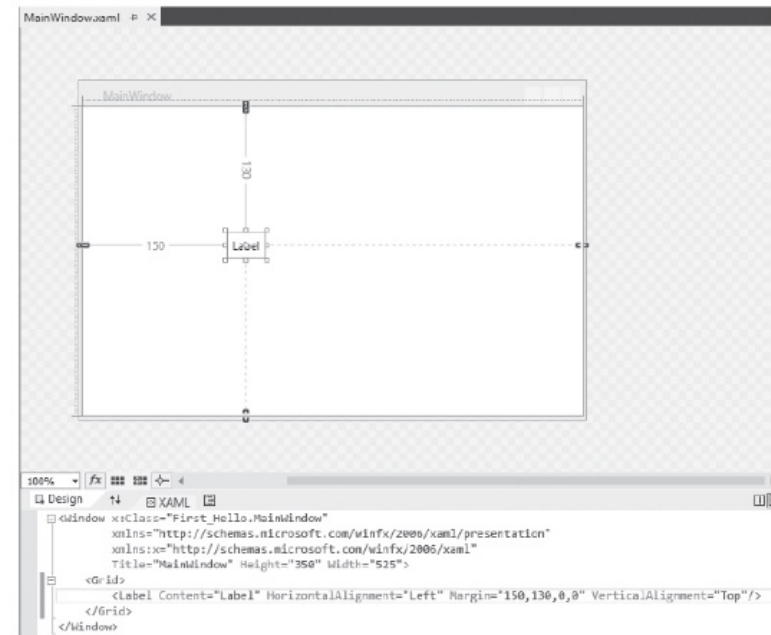 MainWindow.xaml
MainWindow
130
150
Label
100%
fx
Design
XAML
<Window x:Class="First_Hello.MainWindow"
xmlns="http://schemas.microsoft.com/winfx/2006/xaml/presentation"
xmlns:x="http://schemas.microsoft.com/winfx/2006/xaml"
Title="MainWindow" Height="350" Width="525">
<Grid>
<Label Content="Label" HorizontalAlignment="Left" Margin="150,130,0,0" VerticalAlignment="Top"/>
</Grid>
</Window>